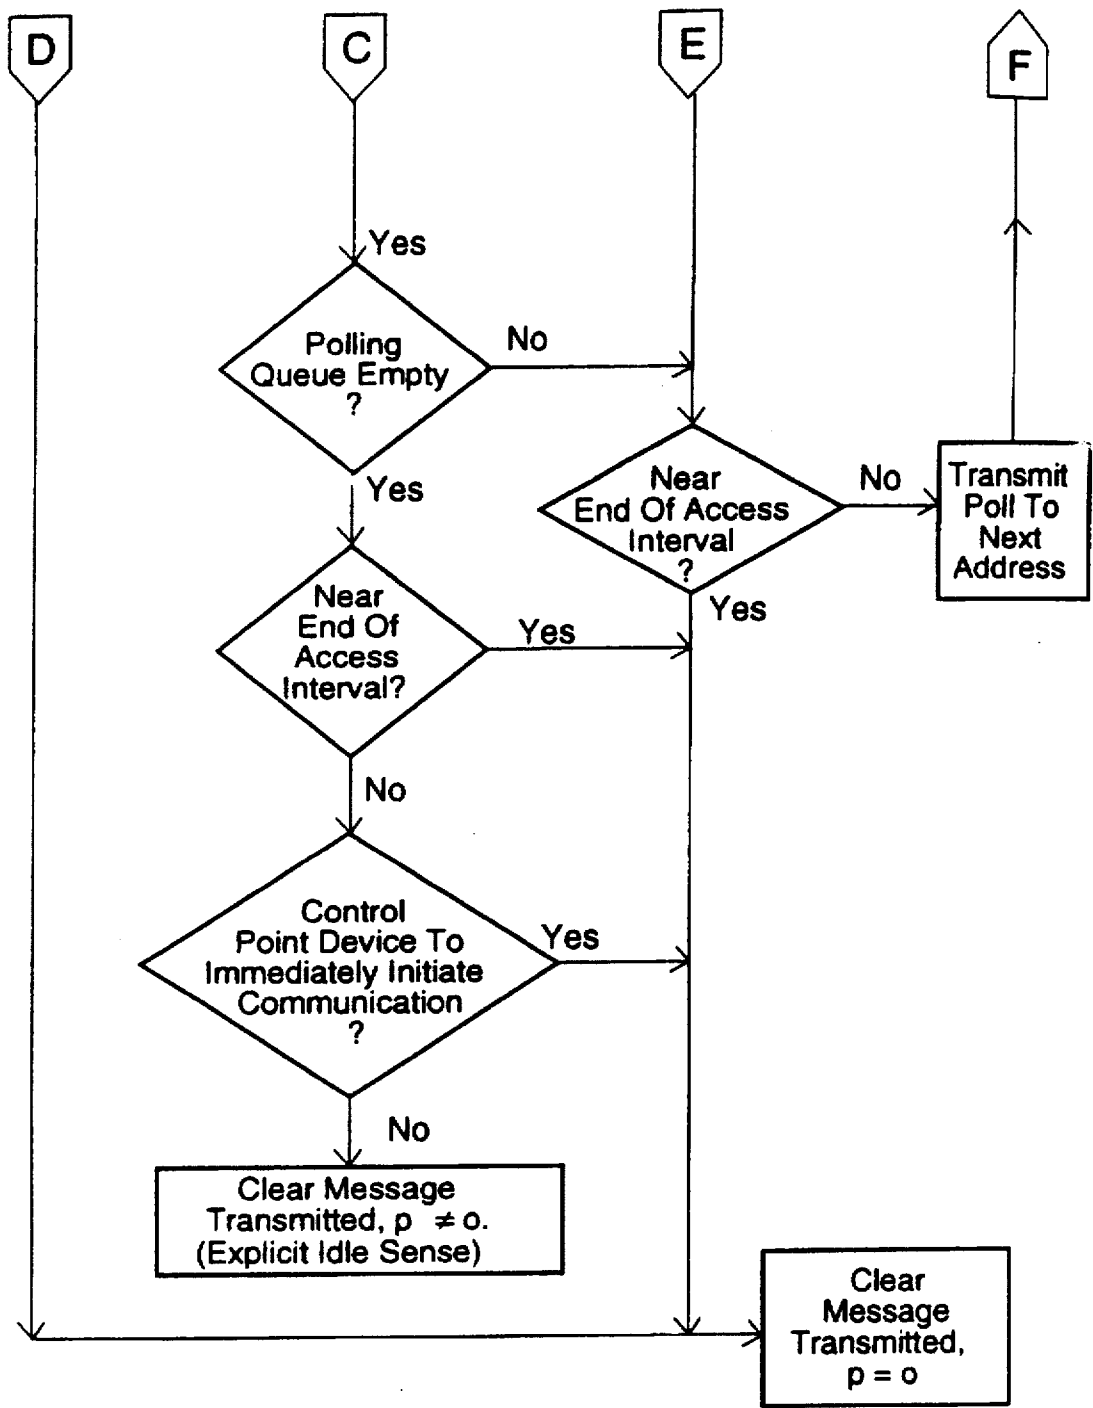 D
C
E
F
Yes
Polling
Queue Empty
?
No
Yes
Near
End Of Access
Interval
?
No
Transmit
Poll To
Next
Address
Yes
Near
End Of
Access
Interval?
Yes
No
Control
Point Device To
Immediately Initiate
Communication
?
Yes
No
Clear Message
Transmitted, p ≠ o.
(Explicit Idle Sense)
Clear
Message
Transmitted,
p = o